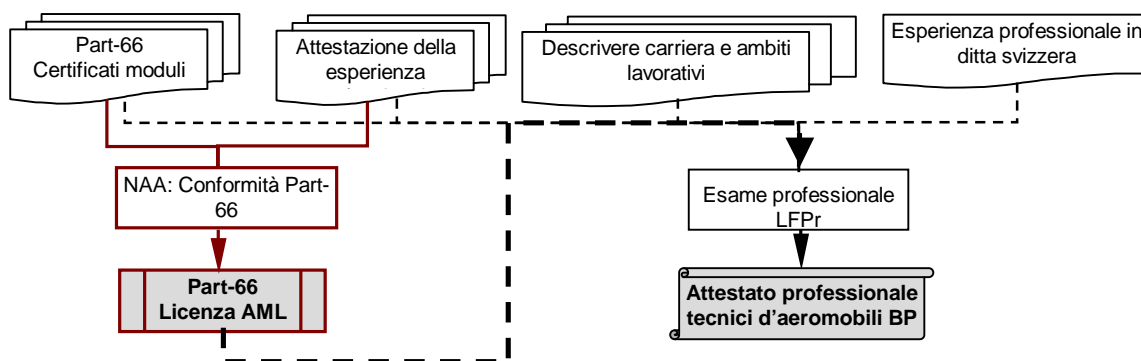 Part-66
Certificati moduli
Attestazione della
esperienza
Descrivere carriera e ambiti
lavorativi
Esperienza professionale in
ditta svizzera
NAA: Conformità Part-
66
Esame professionale
LFPr
Part-66
Licenza AML
Attestato professionale
tecnici d'aeromobili BP